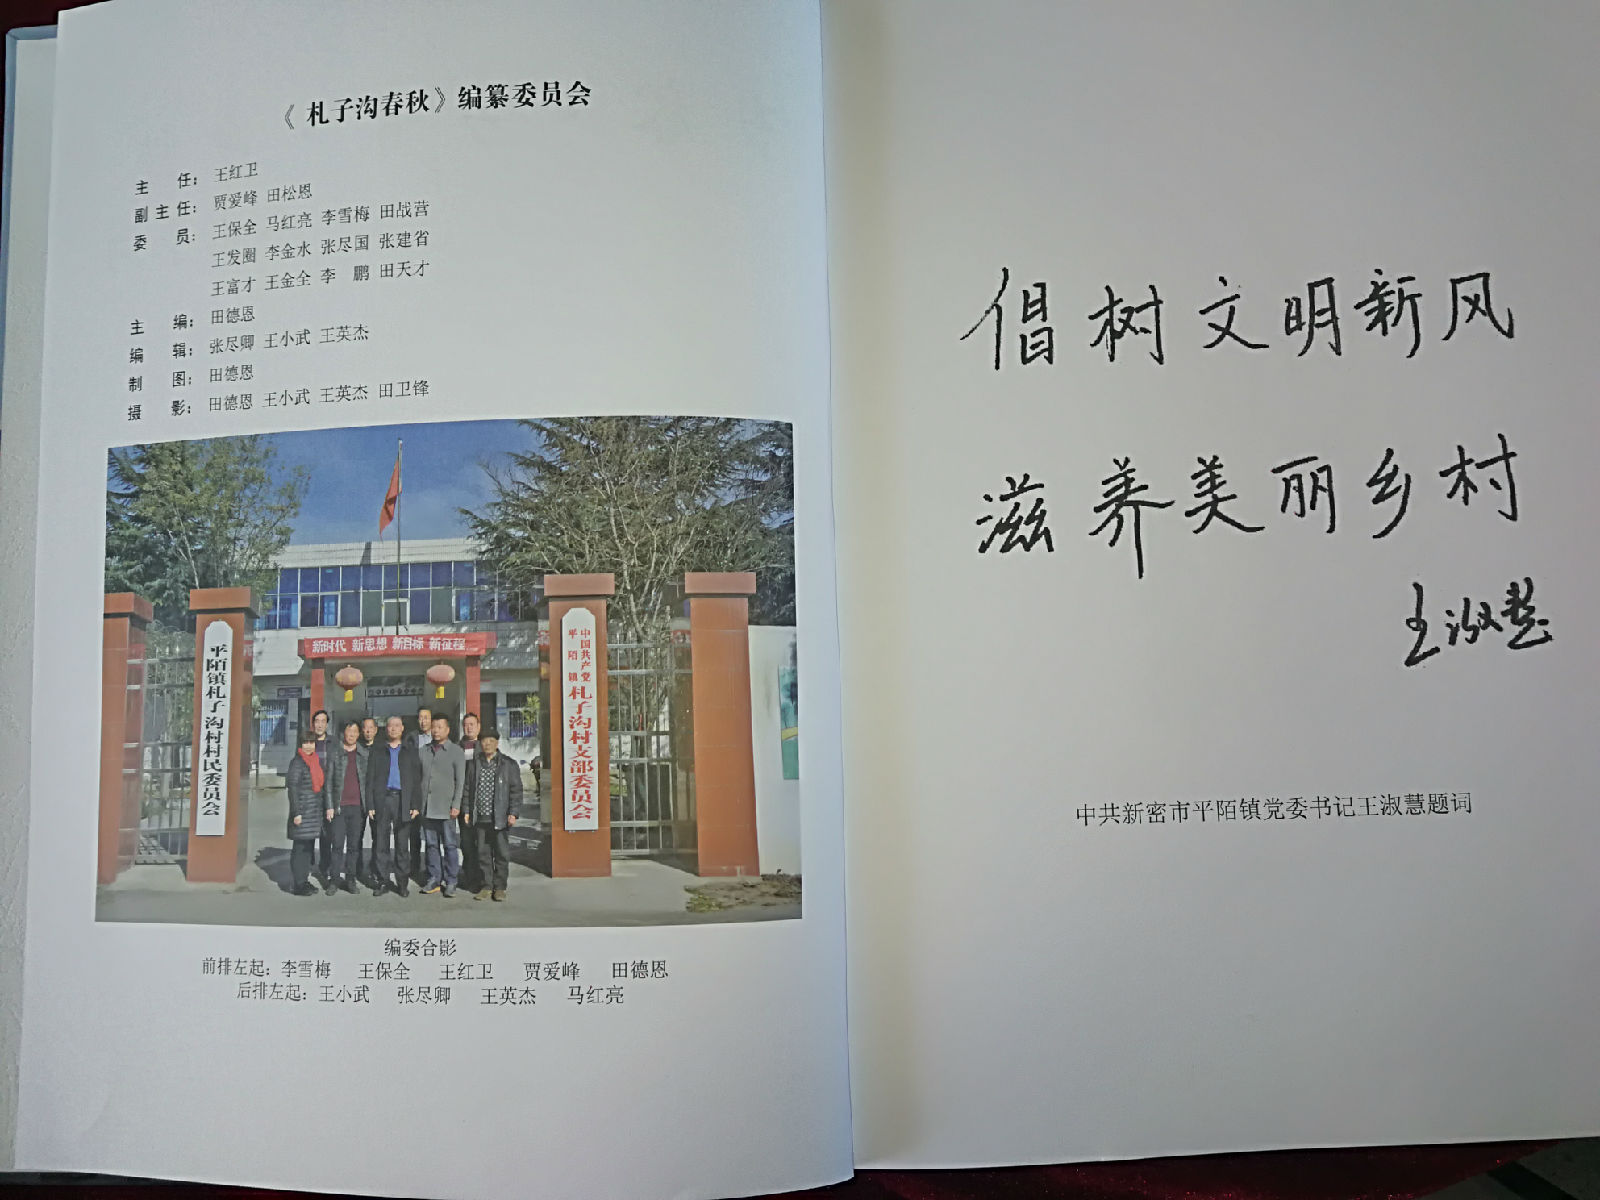 《札子沟春秋》编纂委员会
主 任：王红卫
副主任：贾爱峰 田松恩
委 员：王保全 马红亮 李雪梅 田战营
王发圈 李金水 张尽国 张建省
王富才 王金全 李 鹏 田天才
主 编：田德恩
编 辑：张尽卿 王小武 王英杰
制 图：田德恩
摄 影：田德恩 王小武 王英杰 田卫锋
新时代 新思想 新目标 新征程
平陌镇札子沟村村民委员会
中国共产党
平陌镇
札子沟村支部委员会
编委合影
前排左起：李雪梅 王保全 王红卫 贾爱峰 田德恩
后排左起：王小武 张尽卿 王英杰 马红亮
倡树文明新风
滋养美丽乡村
王淑慧
中共新密市平陌镇党委书记王淑慧题词